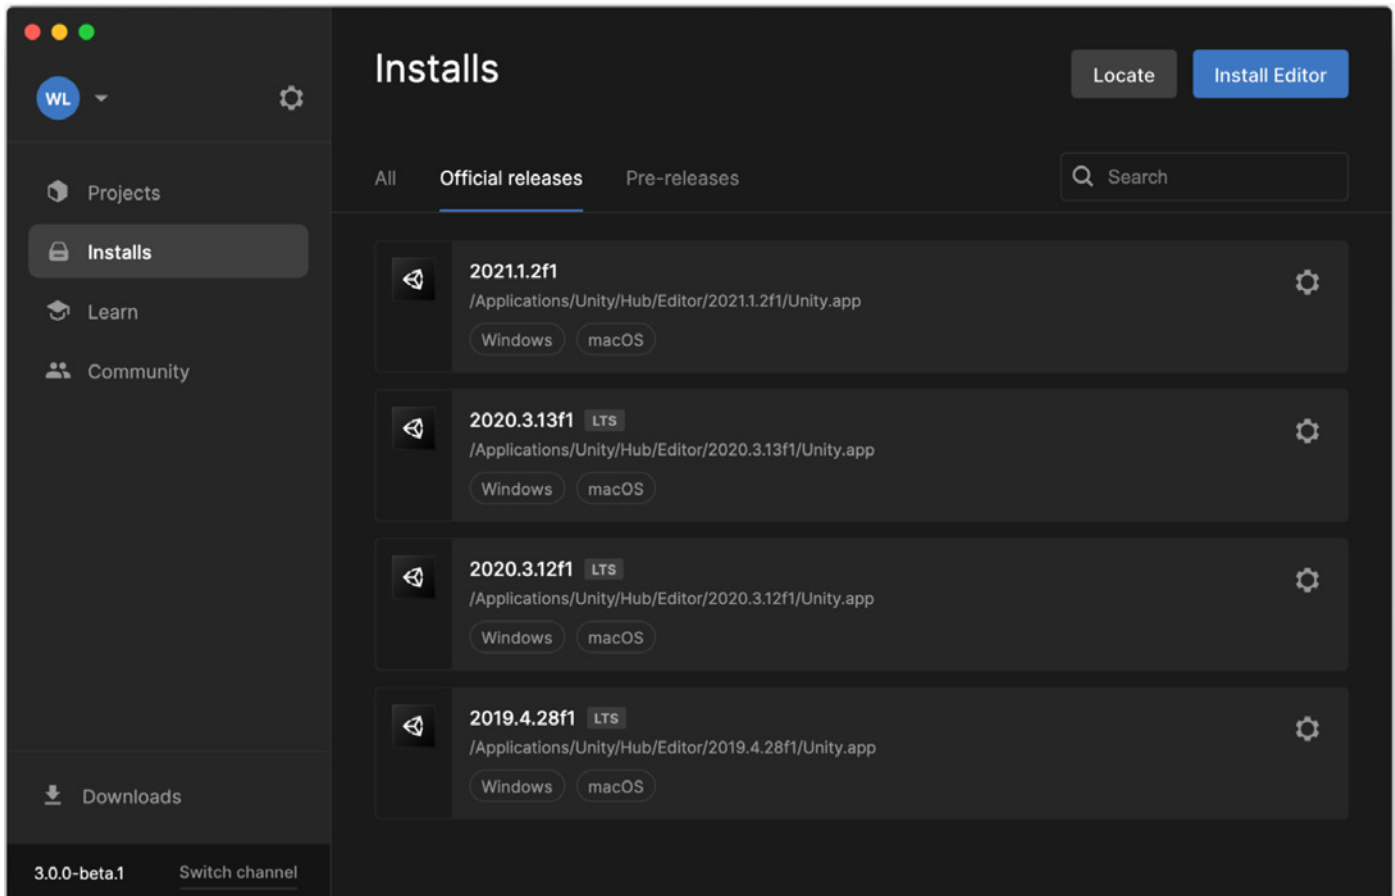 WL
Projects
Installs
Learn
Community
Downloads
3.0.0-beta.1 Switch channel
Installs
Locate Install Editor
All Official releases Pre-releases Search
2021.1.2f1
/Applications/Unity/Hub/Editor/2021.1.2f1/Unity.app
Windows macOS
2020.3.13f1 LTS
/Applications/Unity/Hub/Editor/2020.3.13f1/Unity.app
Windows macOS
2020.3.12f1 LTS
/Applications/Unity/Hub/Editor/2020.3.12f1/Unity.app
Windows macOS
2019.4.28f1 LTS
/Applications/Unity/Hub/Editor/2019.4.28f1/Unity.app
Windows macOS